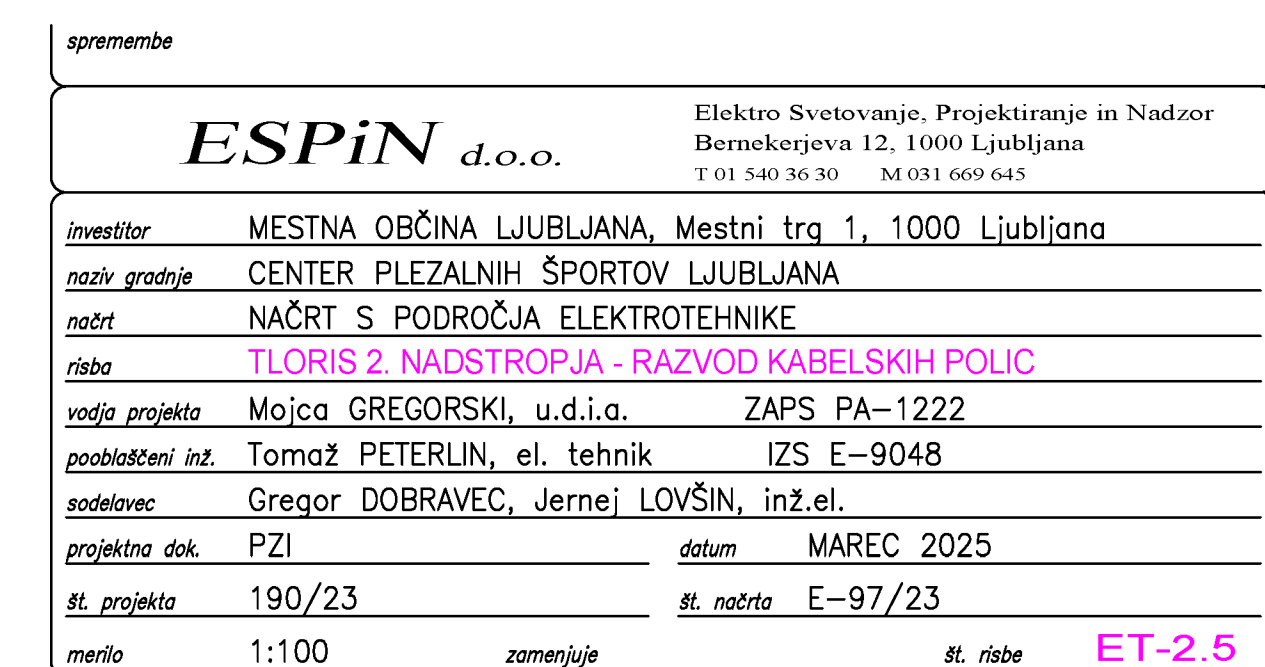 spremembe
ESPiN d.o.o.
Elektro Svetovanje, Projektiranje in Nadzor
Bernekerjeva 12, 1000 Ljubljana
T 01 540 36 30 M 031 669 645
investitor MESTNA OBČINA LJUBLJANA, Mestni trg 1, 1000 Ljubljana
naziv gradnje CENTER PLEZALNIH ŠPORTOV LJUBLJANA
načrt NAČRT S PODROČJA ELEKTROTEHNIKE
risba TLORIS 2. NADSTROPJA - RAZVOD KABELSKIH POLIC
vodja projekta Mojca GREGORSKI, u.d.i.a. ZAPS PA-1222
pooblaščeni inž. Tomaž PETERLIN, el. tehnik IZS E-9048
sodelavec Gregor DOBRAVEC, Jernej LOVŠIN, inž.el.
projektna dok. PZI datum MAREC 2025
št. projekta 190/23 št. načrta E-97/23
merilo 1:100 zamenjuje št. risbe ET-2.5